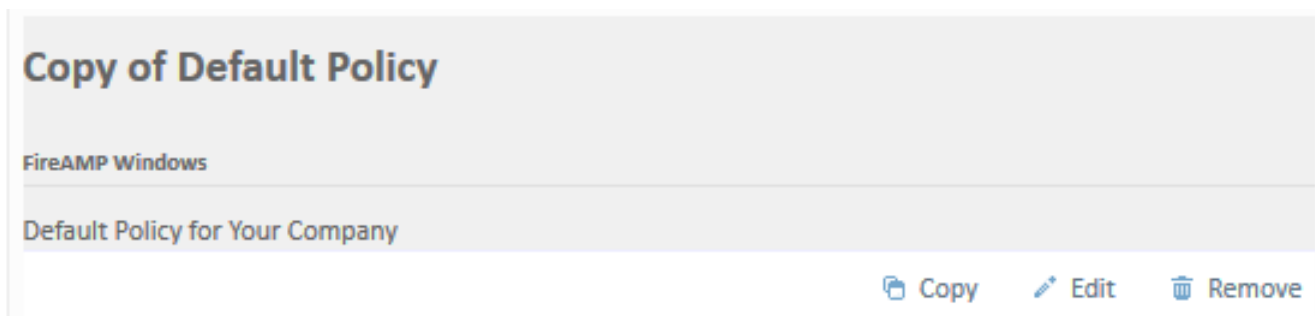 Copy of Default Policy
FireAMP Windows
Default Policy for Your Company
Copy Edit Remove